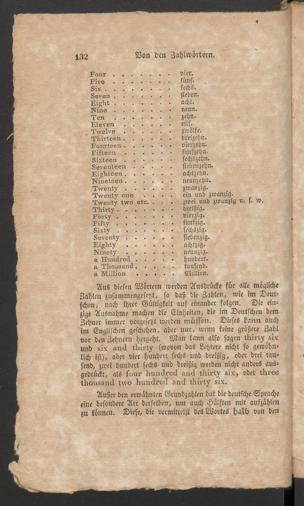 132 Von den Zahlwörtern.
Four . . . . . . . vier.
Five . . . . . . . fünf.
Six . . . . . . . sechs.
Seven . . . . . . . sieben.
Eight . . . . . . . acht.
Nine . . . . . . . neun.
Ten . . . . . . . zehn.
Eleven . . . . . . . eilf.
Twelve . . . . . . . zwölfe.
Thirteen . . . . . . . dreizehn.
Fourteen . . . . . . . vierzehn.
Fifteen . . . . . . . funfzehn.
Sixteen . . . . . . . sechzehn.
Seventeen . . . . . . . siebenzehn.
Eighteen . . . . . . . achtzehn.
Nineteen . . . . . . . neunzehn.
Twenty . . . . . . . zwanzig.
Twenty one . . . . . . ein und zwanzig.
Twenty two etc. . . . . . zwei und zwanzig u. s. w.
Thirty . . . . . . . dreißig.
Forty . . . . . . . vierzig.
Fifty . . . . . . . funfzig.
Sixty . . . . . . . sechszig.
Seventy . . . . . . . siebenzig.
Eighty . . . . . . . achtzig.
Ninety . . . . . . . neunzig.
a Hundred . . . . . . hundert.
a Thousand . . . . . . tausend.
a Million . . . . . . Million.
Aus diesen Wörtern werden Ausdrücke für alle mögliche
Zahlen zusammengesetzt, so daß die Zahlen, wie im Deut-
schen, nach ihrer Gültigkeit auf einander folgen. Die ein-
zige Ausnahme machen die Einheiten, die im Deutschen dem
Zehner immer vorgesetzt werden müssen. Dieses kann auch
im Englischen geschehen, aber nur, wenn keine größere Zahl
vor den Zehnern hergeht. Man kann also sagen thirty six
und six and thirty (wovon das Letztere nicht so gewöhn-
lich ist), aber vier hundert sechs und dreißig, oder drei tau-
send, zwei hundert sechs und dreißig werden nicht anders aus-
gedrückt, als four hundred and thirty six, oder three
thousand two hundred and thirty six.
Außer den erwähnten Grundzahlen hat die deutsche Sprache
eine besondere Art derselben, um auch Hälften mit aufzählen
zu können. Diese, die vermittelst des Wortes halb von den